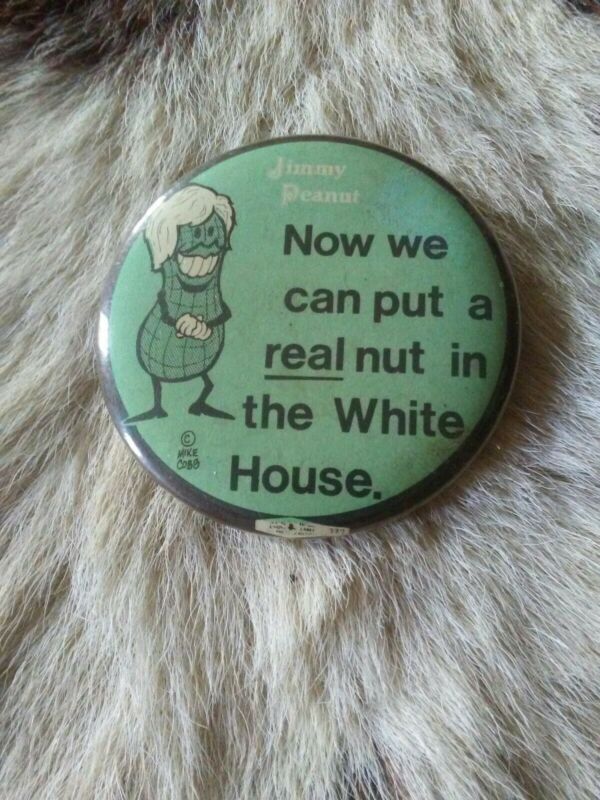 Jimmy
Peanut
Now we
can put a
real nut in
the White
House.
©
MIKE
COBB